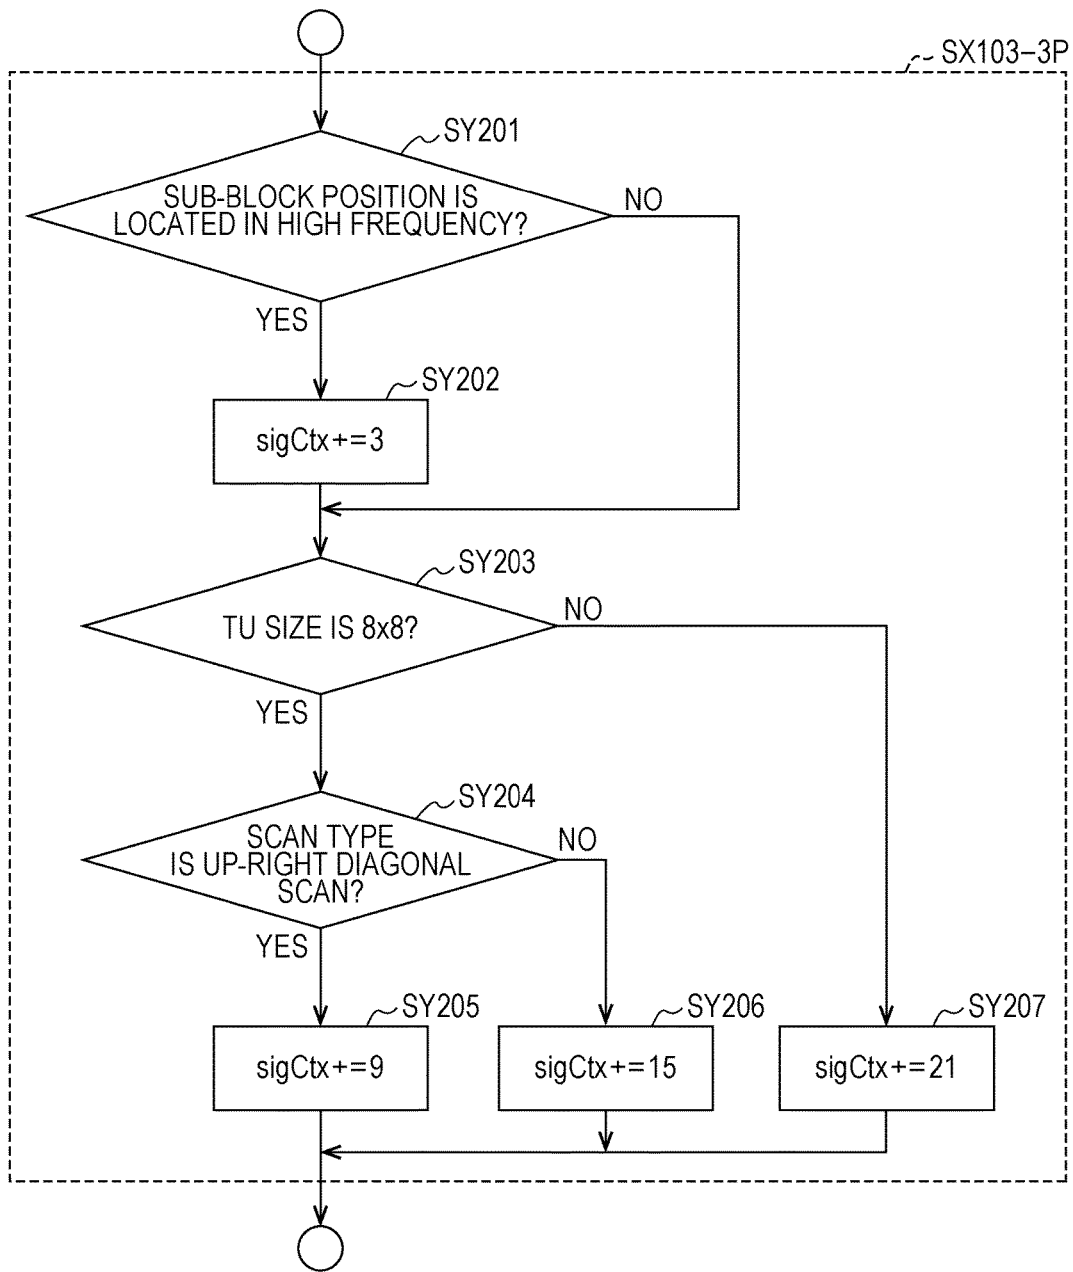 SX103-3P
SY201
SUB-BLOCK POSITION IS
LOCATED IN HIGH FREQUENCY?
NO
YES
SY202
sigCtx+=3
SY203
TU SIZE IS 8x8?
NO
YES
SY204
SCAN TYPE
IS UP-RIGHT DIAGONAL
SCAN?
NO
YES
SY205
sigCtx+=9
SY206
sigCtx+=15
SY207
sigCtx+=21